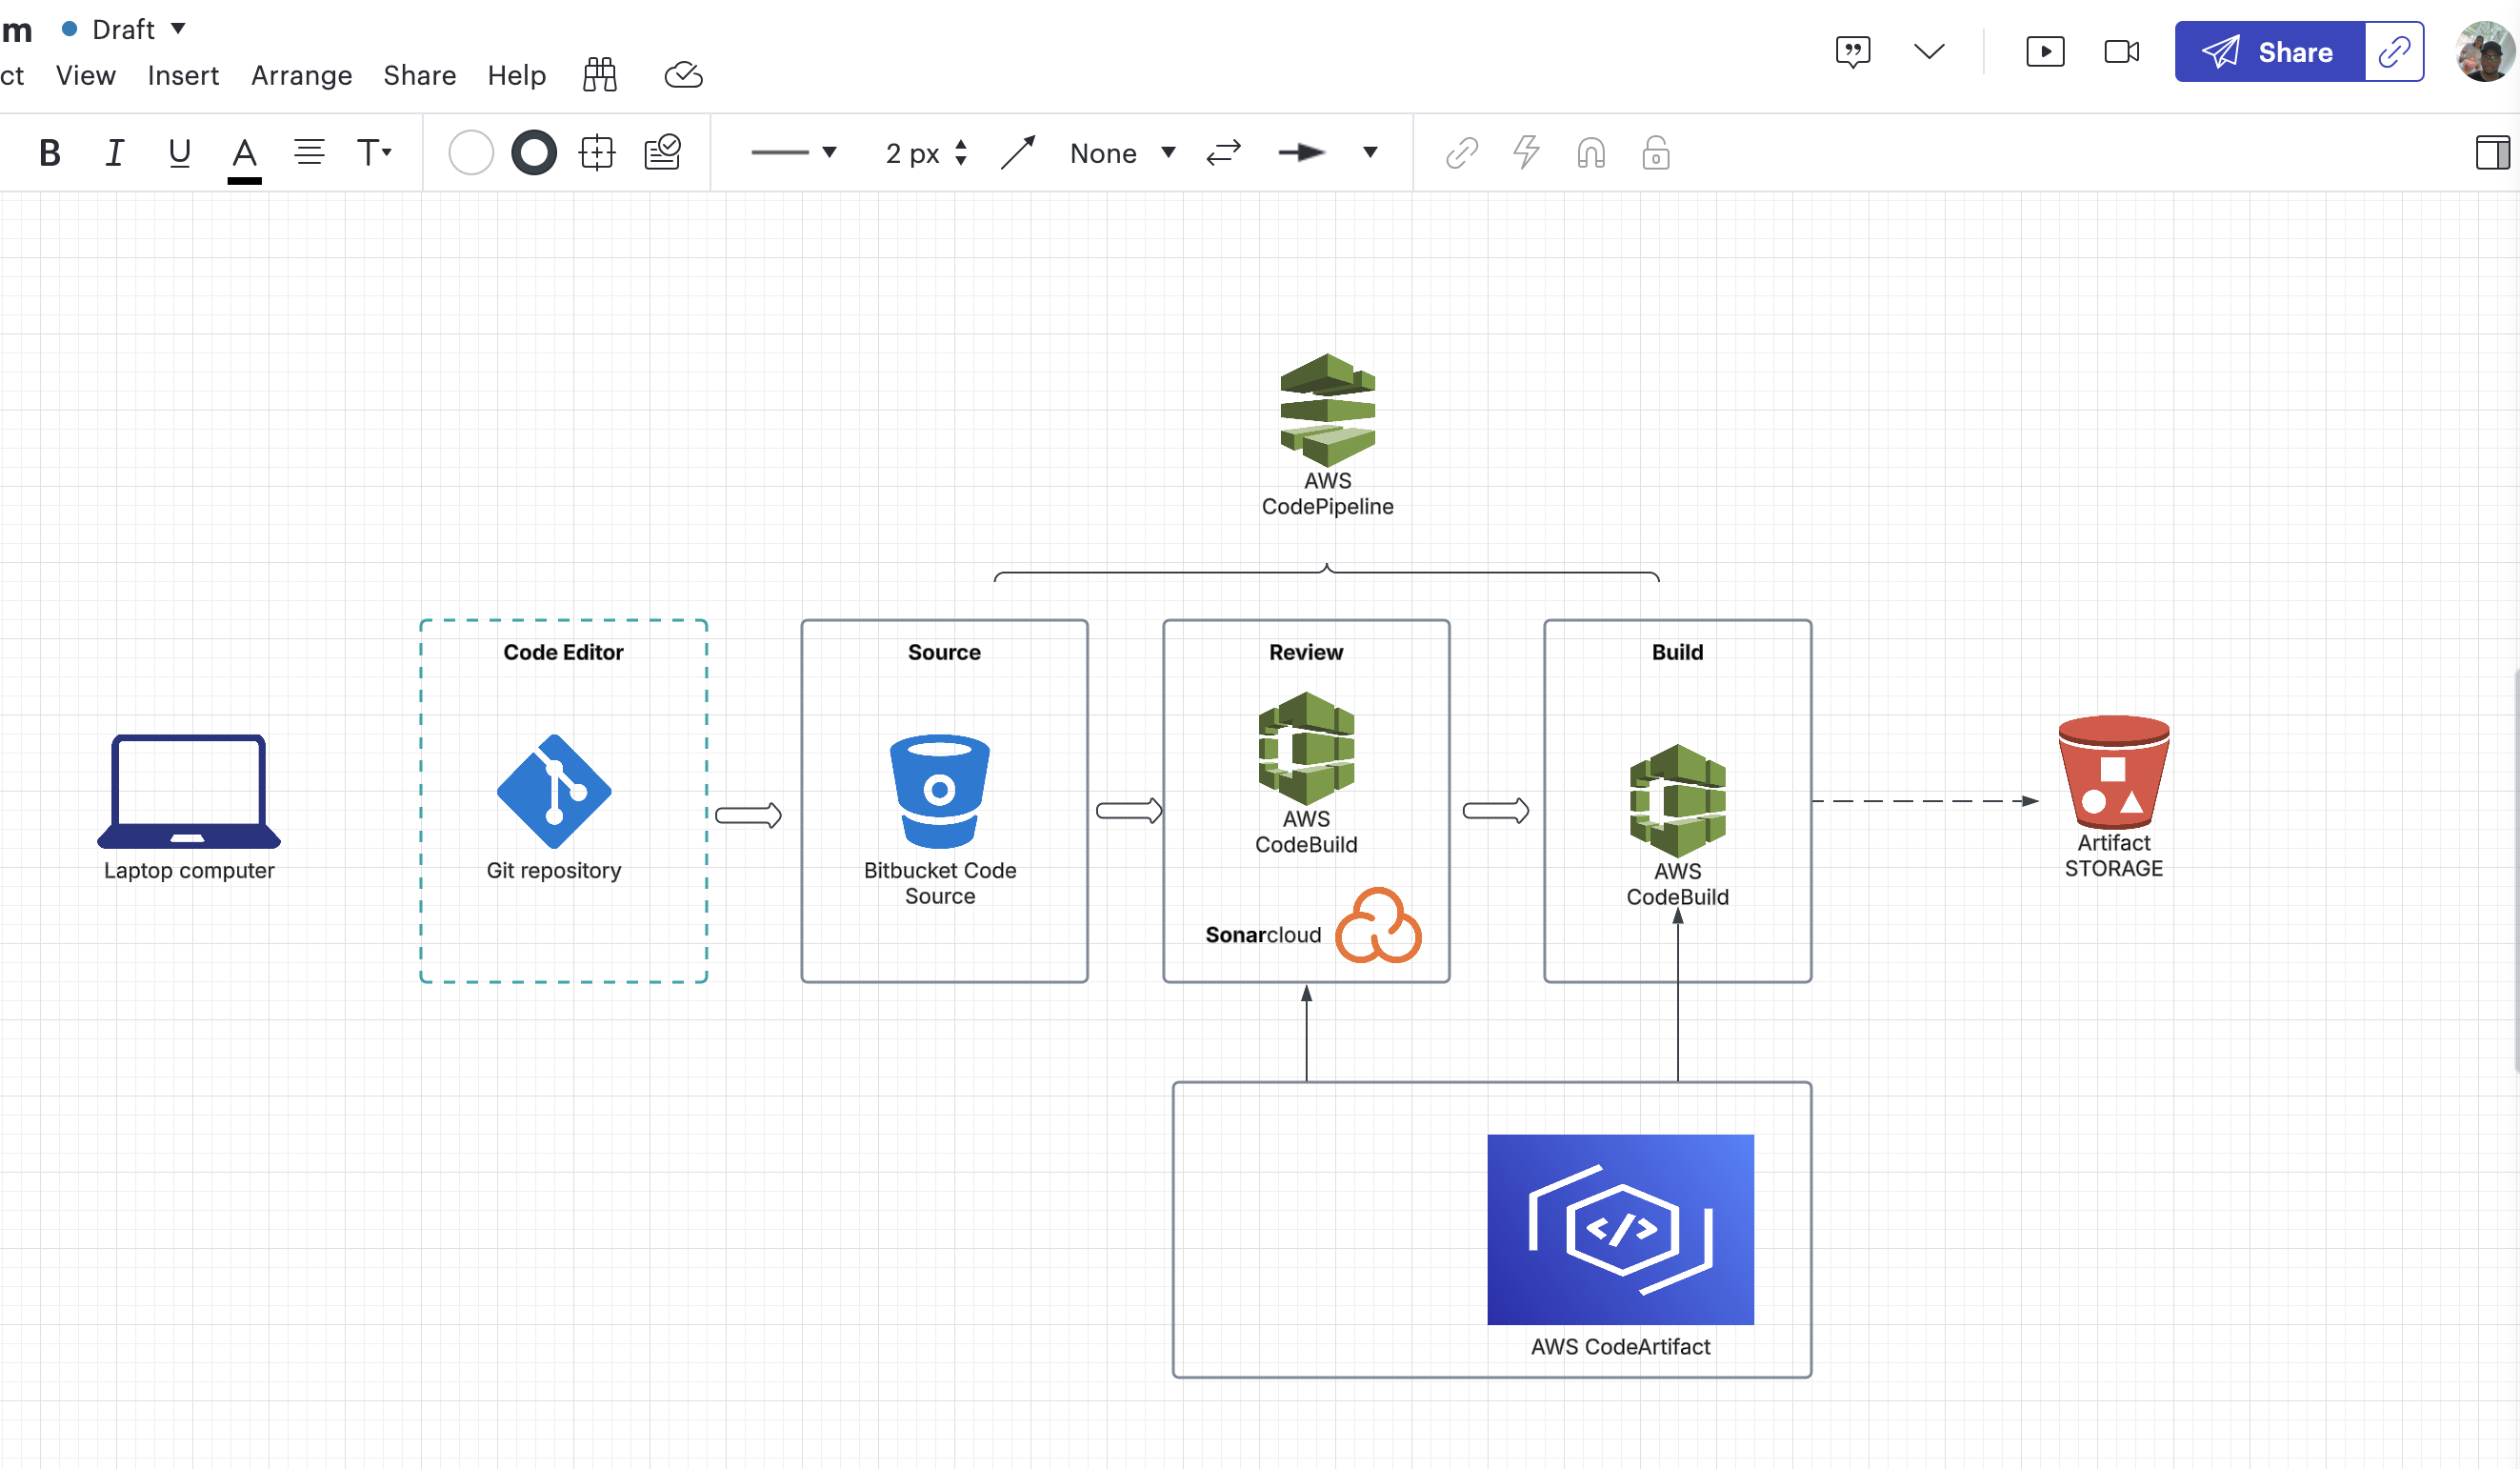 m Draft
ct View Insert Arrange Share Help
Share
B I U A T 2 px None
AWS
CodePipeline
Code Editor
Source
Review
Build
Laptop computer
Git repository
Bitbucket Code
Source
AWS
CodeBuild
Sonarcloud
AWS
CodeBuild
Artifact
STORAGE
AWS CodeArtifact